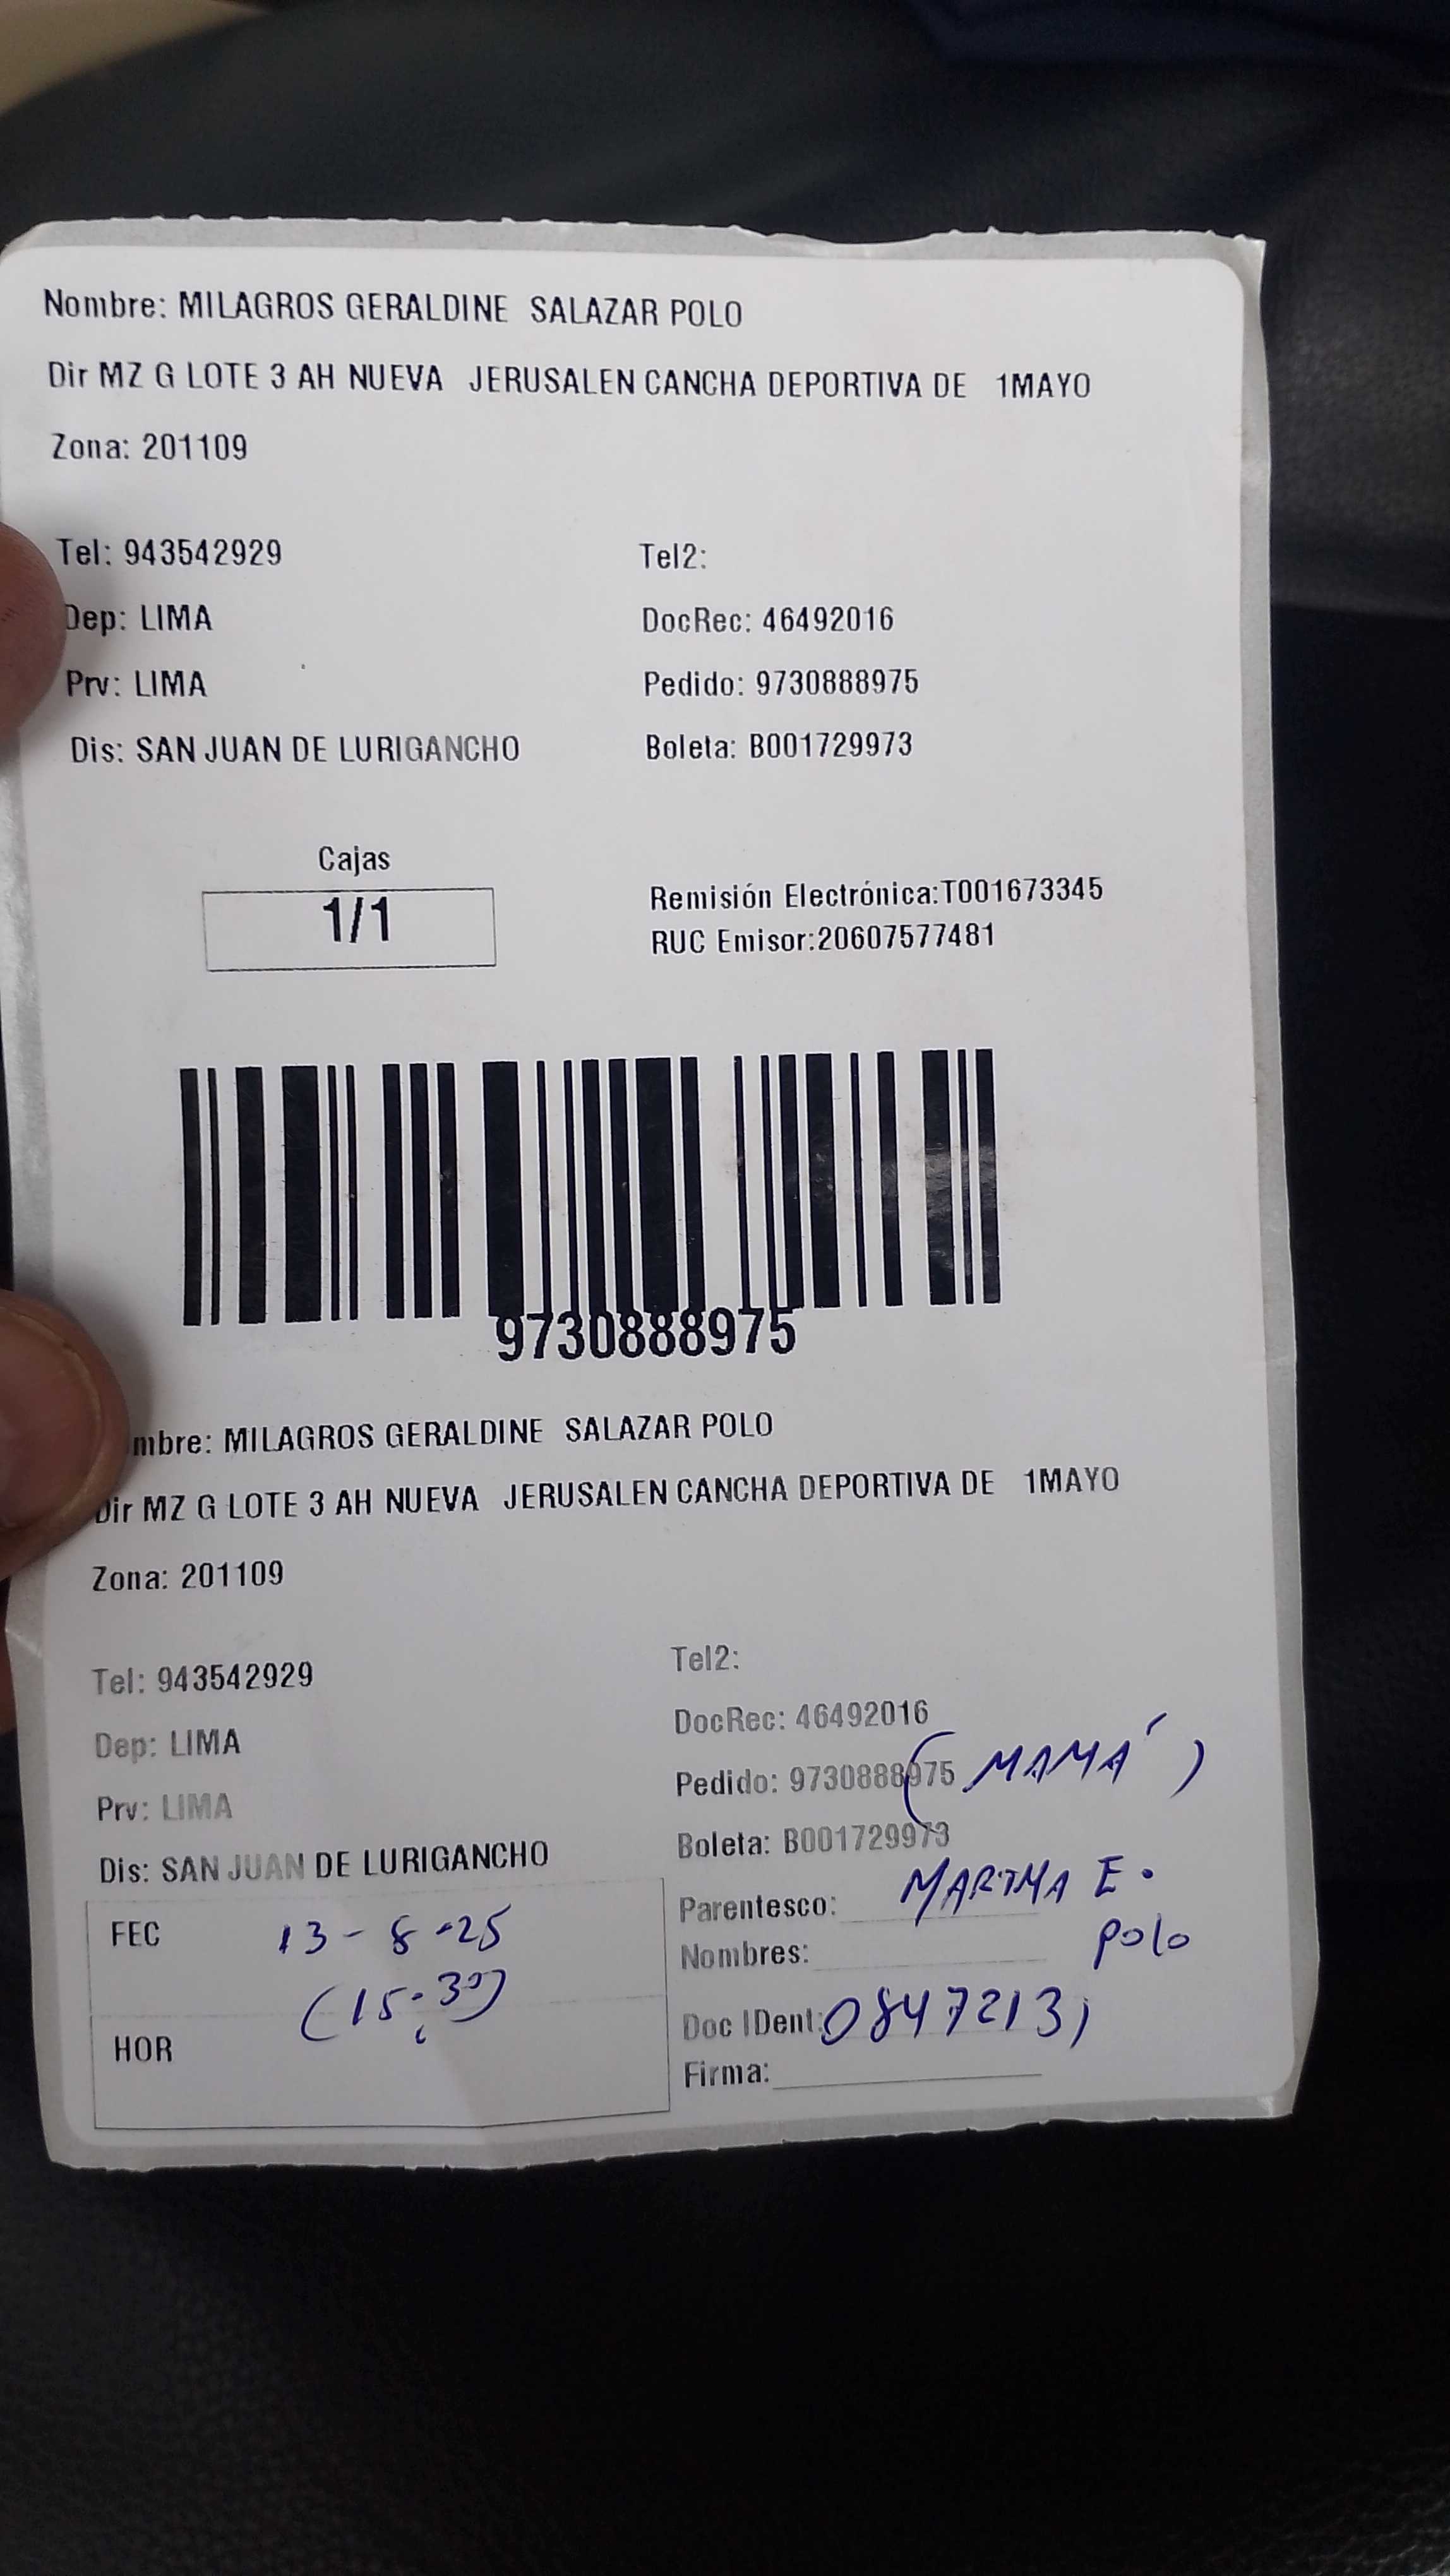 Nombre: MILAGROS GERALDINE SALAZAR POLO
Dir MZ G LOTE 3 AH NUEVA JERUSALEN CANCHA DEPORTIVA DE 1MAYO
Zona: 201109
Tel: 943542929 Tel2:
Dep: LIMA DocRec: 46492016
Prv: LIMA Pedido: 9730888975
Dis: SAN JUAN DE LURIGANCHO Boleta: B001729973
Cajas
1/1
Remisión Electrónica:T001673345
RUC Emisor:20607577481
9730888975
mbre: MILAGROS GERALDINE SALAZAR POLO
Dir MZ G LOTE 3 AH NUEVA JERUSALEN CANCHA DEPORTIVA DE 1MAYO
Zona: 201109
Tel: 943542929 Tel2:
Dep: LIMA DocRec: 46492016
Prv: LIMA Pedido: 9730888975 (MAMÁ)
Dis: SAN JUAN DE LURIGANCHO Boleta: B001729973
FEC 13-8-25
(15:30)
HOR
Parentesco: MARTHA E.
Nombres: Polo
Doc IDent: 08472131
Firma: